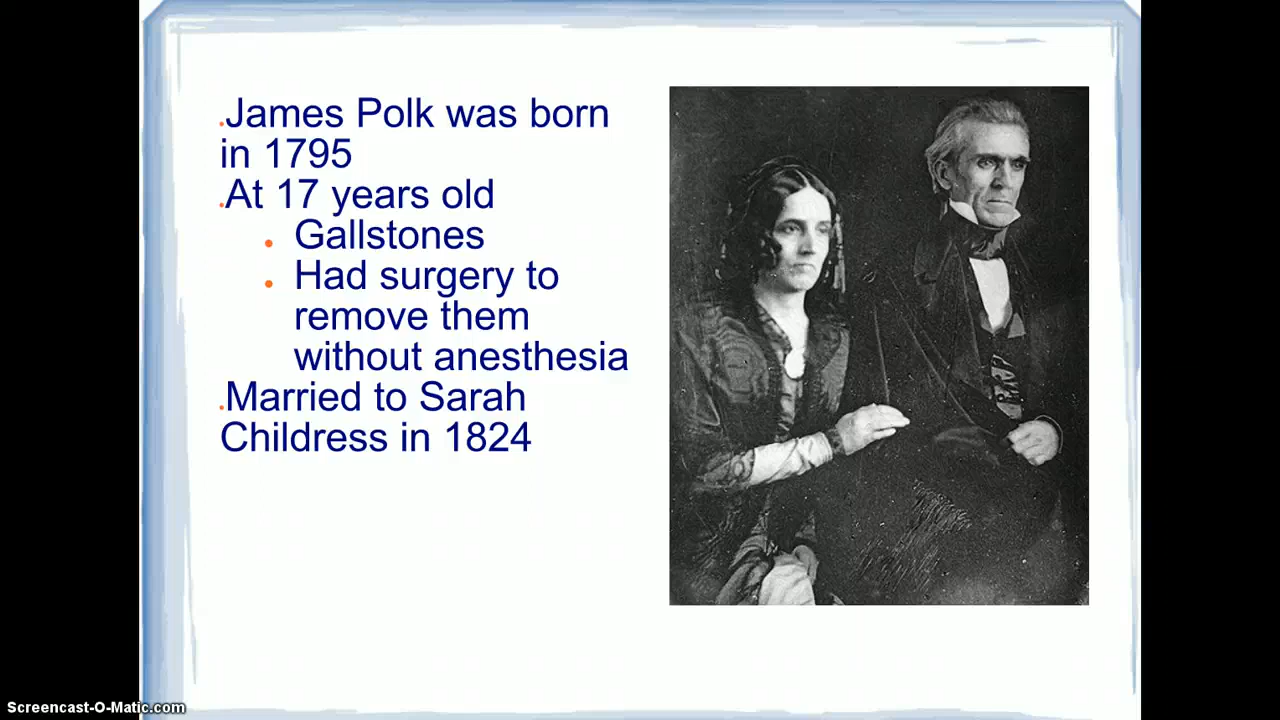 James Polk was born
in 1795
At 17 years old
Gallstones
Had surgery to
remove them
without anesthesia
Married to Sarah
Childress in 1824
Screencast-O-Matic.com